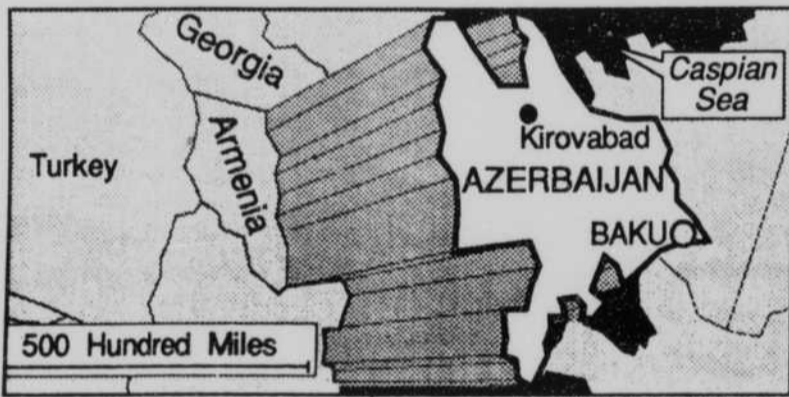 Georgia
Caspian
Sea
Armenia
Turkey
Kirovabad
AZERBAIJAN
BAKU
500 Hundred Miles